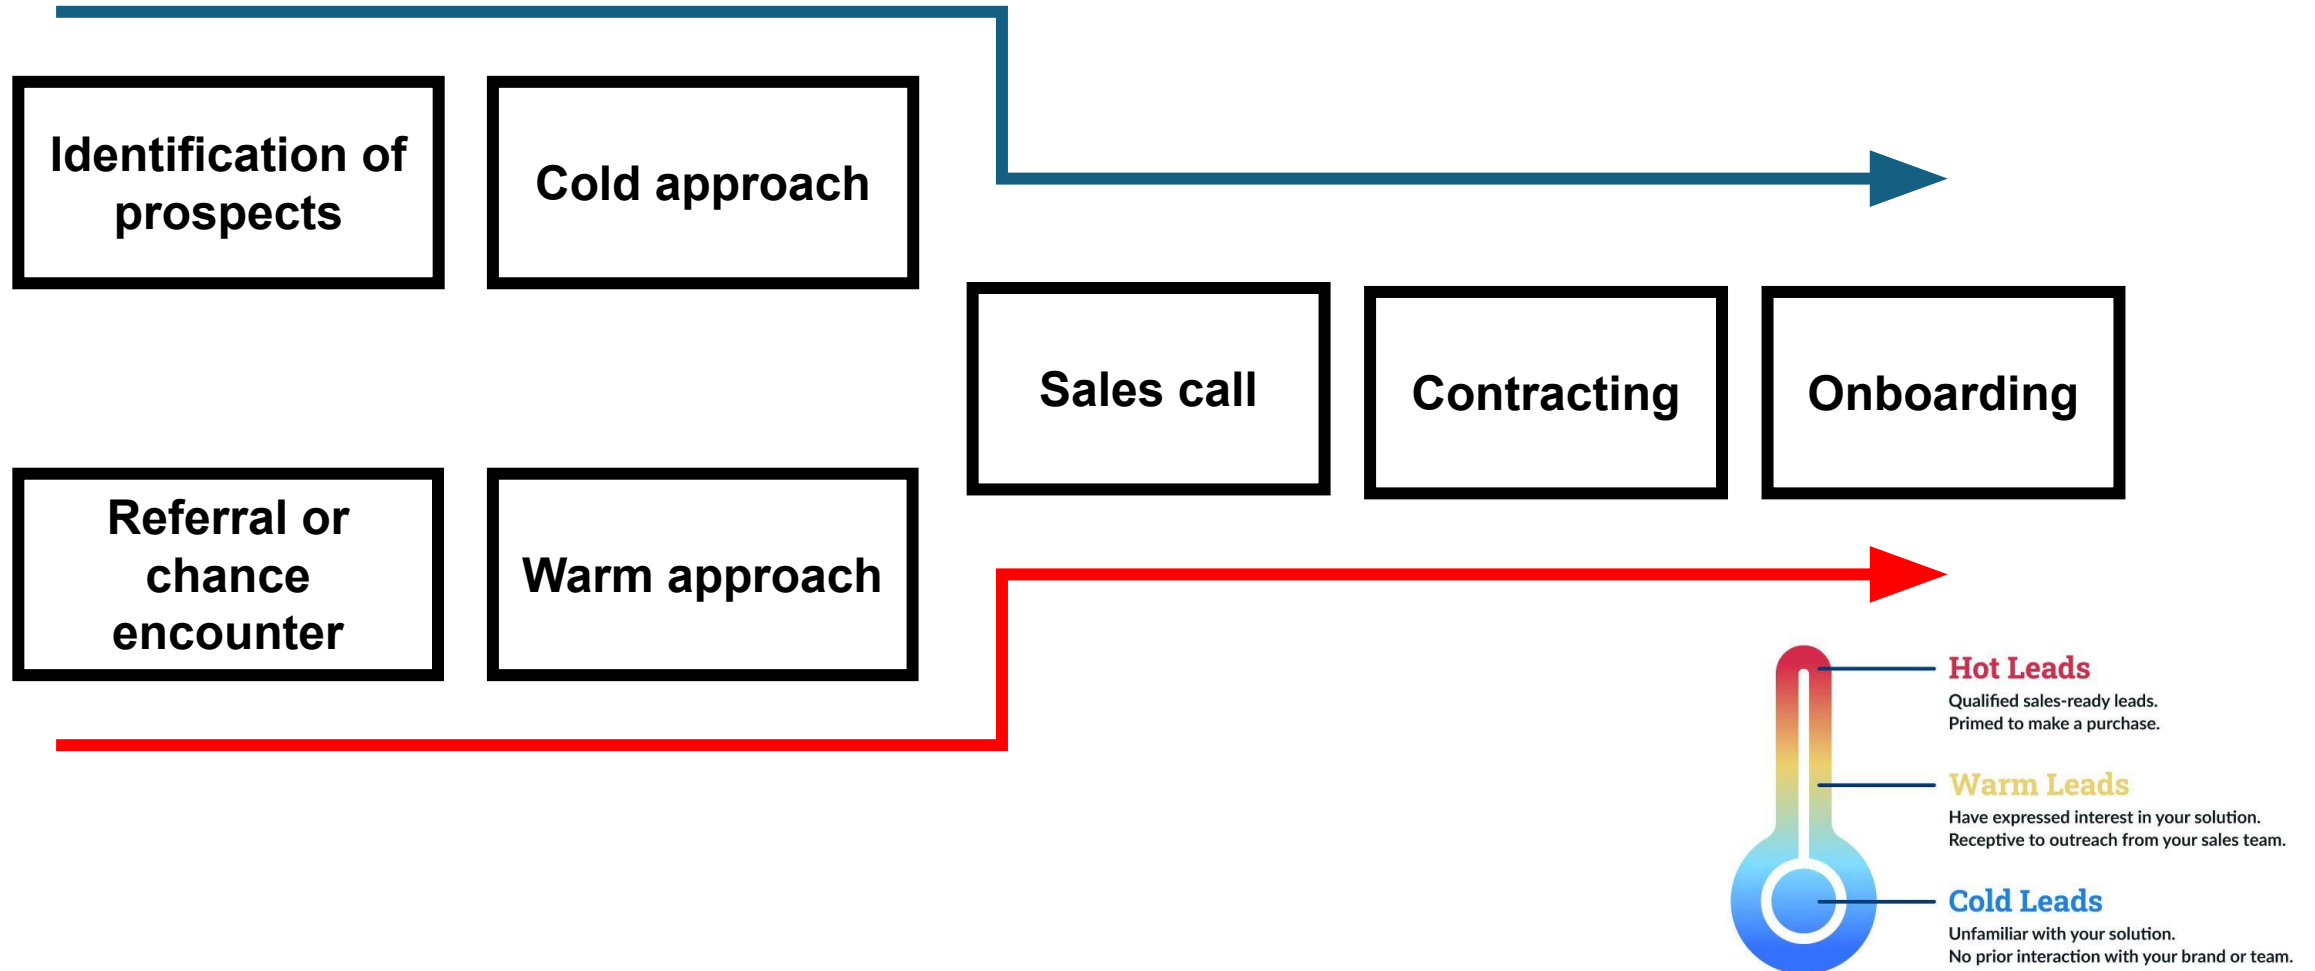 Identification of
prospects
Cold approach
Sales call
Contracting
Onboarding
Referral or
chance
encounter
Warm approach
Hot Leads
Qualified sales-ready leads.
Primed to make a purchase.
Warm Leads
Have expressed interest in your solution.
Receptive to outreach from your sales team.
Cold Leads
Unfamiliar with your solution.
No prior interaction with your brand or team.